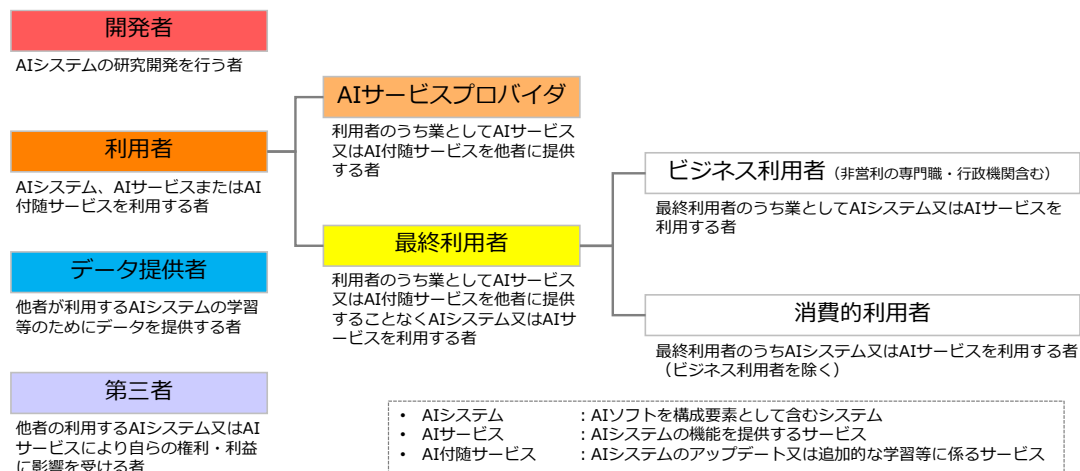 開発者
AIシステムの研究開発を行う者
利用者
AIシステム、AIサービスまたはAI
付随サービスを利用する者
データ提供者
他者が利用するAIシステムの学習
等のためにデータを提供する者
第三者
他者の利用するAIシステム又はAI
サービスにより自らの権利・利益
に影響を受ける者
AIサービスプロバイダ
利用者のうち業としてAIサービス
又はAI付随サービスを他者に提供
する者
最終利用者
利用者のうち業としてAIサービス
又はAI付随サービスを他者に提供
することなくAIシステム又はAIサ
ービスを利用する者
ビジネス利用者（非営利の専門職・行政機関含む）
最終利用者のうち業としてAIシステム又はAIサービスを
利用する者
消費的利用者
最終利用者のうちAIシステム又はAIサービスを利用する者
（ビジネス利用者を除く）
• AIシステム ：AIソフトを構成要素として含むシステム
• AIサービス ：AIシステムの機能を提供するサービス
• AI付随サービス ：AIシステムのアップデート又は追加的な学習等に係るサービス